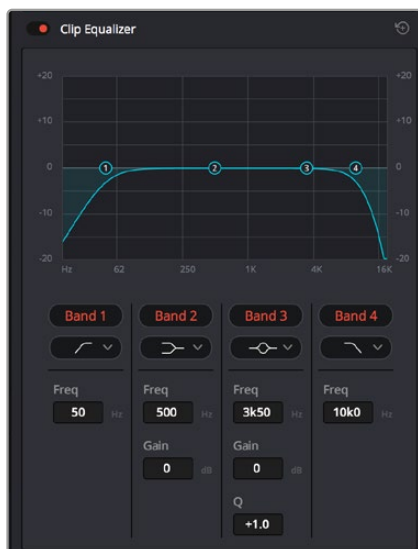 Clip Equalizer
+20 +20
+10 +10
0 0
-10 -10
-20 -20
1 2 3 4
Hz 62 250 1K 4K 16K
Band 1 Band 2 Band 3 Band 4
Freq Freq Freq Freq
50 Hz 500 Hz 3k50 Hz 10k0 Hz
Gain Gain
0 dB 0 dB
Q
+1.0